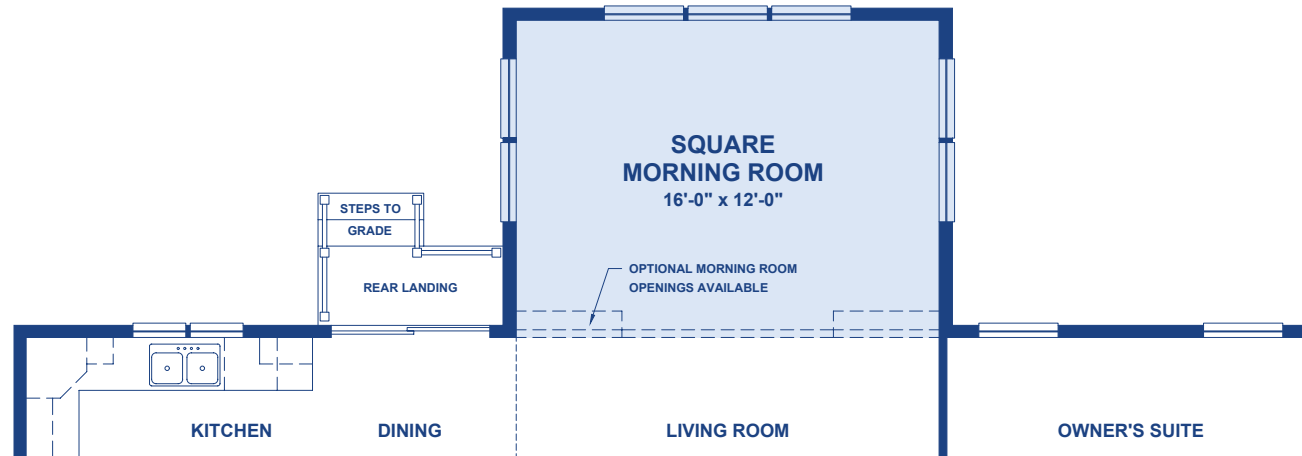 SQUARE
MORNING ROOM
16'-0" x 12'-0"
STEPS TO
GRADE
REAR LANDING
OPTIONAL MORNING ROOM
OPENINGS AVAILABLE
KITCHEN
DINING
LIVING ROOM
OWNER'S SUITE